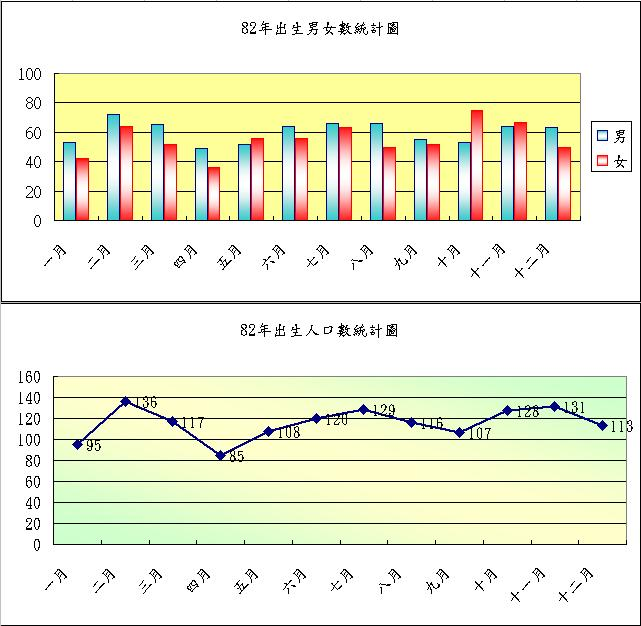 82年出生男女數統計圖
100
80
60
40
20
0
男
女
一月 二月 三月 四月 五月 六月 七月 八月 九月 十月 十一月 十二月
82年出生人口數統計圖
160
140
120
100
80
60
40
20
0
95 136 117 85 108 120 129 116 107 128 131 113
一月 二月 三月 四月 五月 六月 七月 八月 九月 十月 十一月 十二月